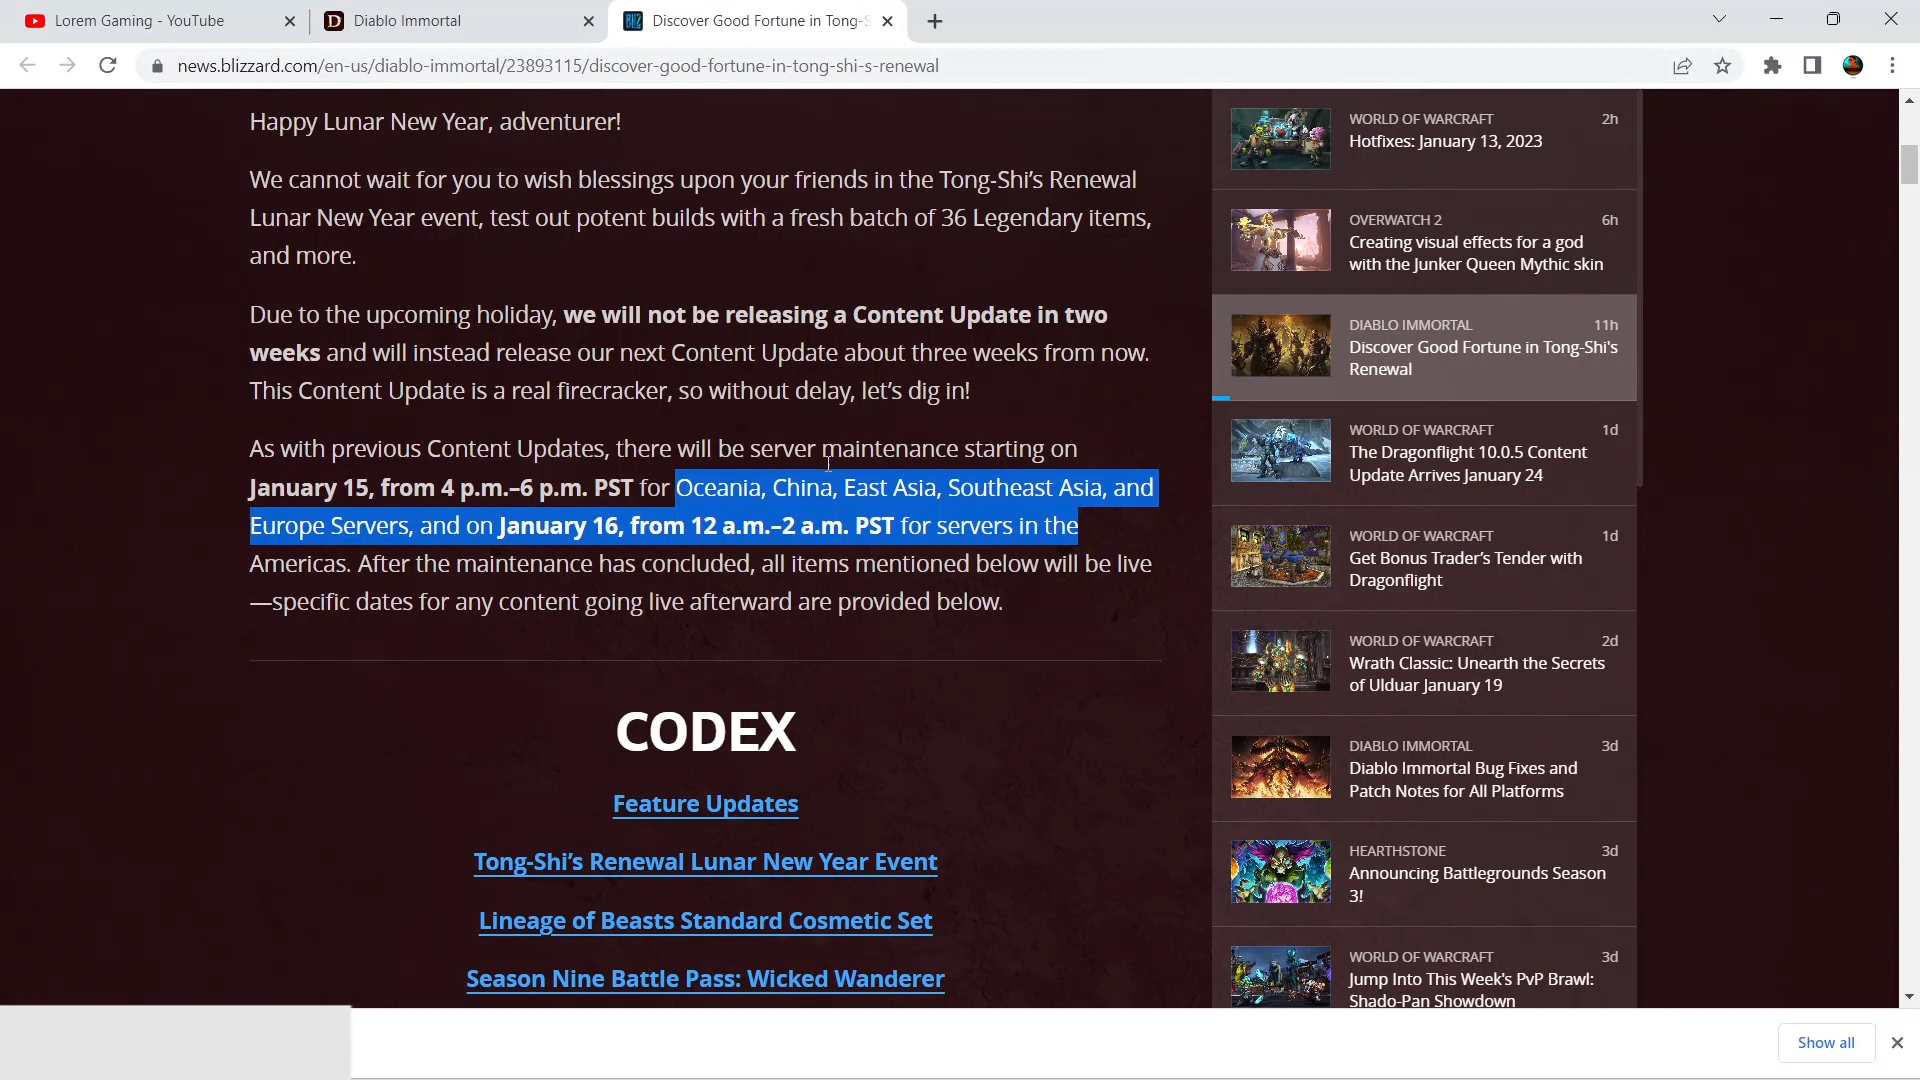 Lorem Gaming - YouTube
Diablo Immortal
Discover Good Fortune in Tong-S
news.blizzard.com/en-us/diablo-immortal/23893115/discover-good-fortune-in-tong-shi-s-renewal
Happy Lunar New Year, adventurer!
We cannot wait for you to wish blessings upon your friends in the Tong-Shi’s Renewal
Lunar New Year event, test out potent builds with a fresh batch of 36 Legendary items,
and more.
Due to the upcoming holiday, we will not be releasing a Content Update in two
weeks and will instead release our next Content Update about three weeks from now.
This Content Update is a real firecracker, so without delay, let’s dig in!
As with previous Content Updates, there will be server maintenance starting on
January 15, from 4 p.m.–6 p.m. PST for Oceania, China, East Asia, Southeast Asia, and
Europe Servers, and on January 16, from 12 a.m.–2 a.m. PST for servers in the
Americas. After the maintenance has concluded, all items mentioned below will be live
—specific dates for any content going live afterward are provided below.
CODEX
Feature Updates
Tong-Shi’s Renewal Lunar New Year Event
Lineage of Beasts Standard Cosmetic Set
Season Nine Battle Pass: Wicked Wanderer
WORLD OF WARCRAFT 2h
Hotfixes: January 13, 2023
OVERWATCH 2 6h
Creating visual effects for a god
with the Junker Queen Mythic skin
DIABLO IMMORTAL 11h
Discover Good Fortune in Tong-Shi's
Renewal
WORLD OF WARCRAFT 1d
The Dragonflight 10.0.5 Content
Update Arrives January 24
WORLD OF WARCRAFT 1d
Get Bonus Trader’s Tender with
Dragonflight
WORLD OF WARCRAFT 2d
Wrath Classic: Unearth the Secrets
of Ulduar January 19
DIABLO IMMORTAL 3d
Diablo Immortal Bug Fixes and
Patch Notes for All Platforms
HEARTHSTONE 3d
Announcing Battlegrounds Season
3!
WORLD OF WARCRAFT 3d
Jump Into This Week's PvP Brawl:
Shado-Pan Showdown
Show all